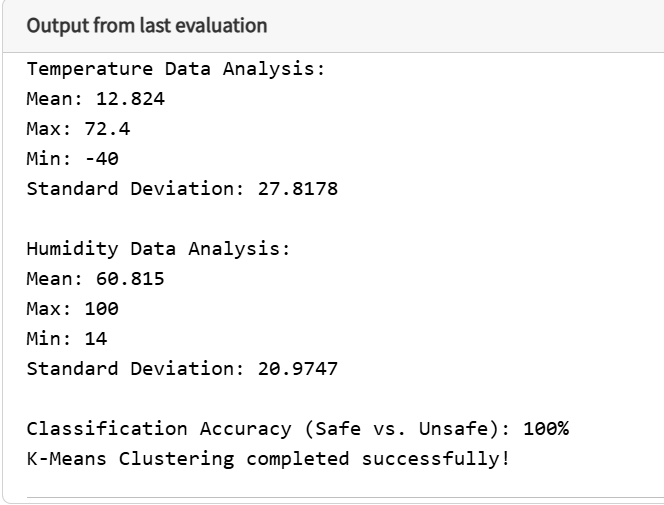 Output from last evaluation
Temperature Data Analysis:
Mean: 12.824
Max: 72.4
Min: -40
Standard Deviation: 27.8178
Humidity Data Analysis:
Mean: 60.815
Max: 100
Min: 14
Standard Deviation: 20.9747
Classification Accuracy (Safe vs. Unsafe): 100%
K-Means Clustering completed successfully!